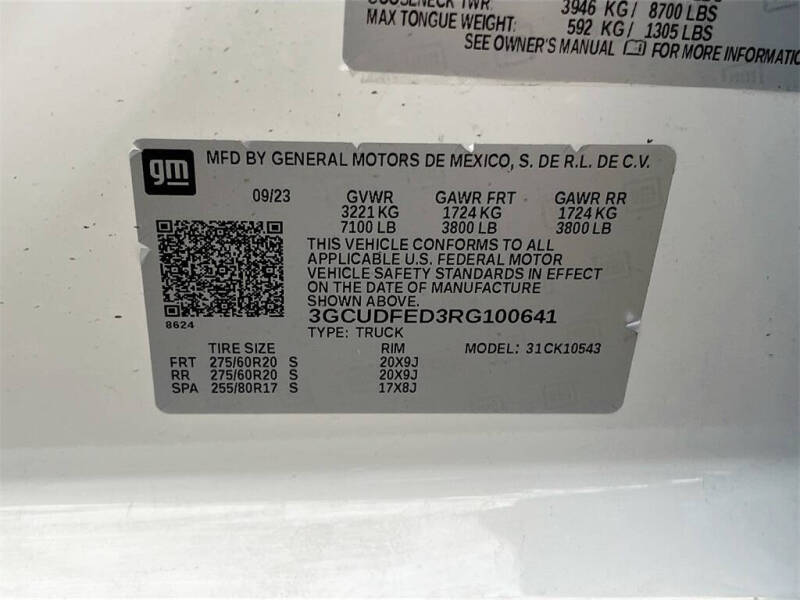 GOOSENECK TWR: 3946 KG/ 8700 LBS
MAX TONGUE WEIGHT: 592 KG/ 1305 LBS
SEE OWNER'S MANUAL FOR MORE INFORMATIO
gm MFD BY GENERAL MOTORS DE MEXICO, S. DE R.L. DE C.V.
09/23 GVWR GAWR FRT GAWR RR
3221 KG 1724 KG 1724 KG
7100 LB 3800 LB 3800 LB
THIS VEHICLE CONFORMS TO ALL
APPLICABLE U.S. FEDERAL MOTOR
VEHICLE SAFETY STANDARDS IN EFFECT
ON THE DATE OF MANUFACTURE
SHOWN ABOVE.
8624 3GCUDFED3RG100641
TYPE: TRUCK
TIRE SIZE RIM MODEL: 31CK10543
FRT 275/60R20 S 20X9J
RR 275/60R20 S 20X9J
SPA 255/80R17 S 17X8J